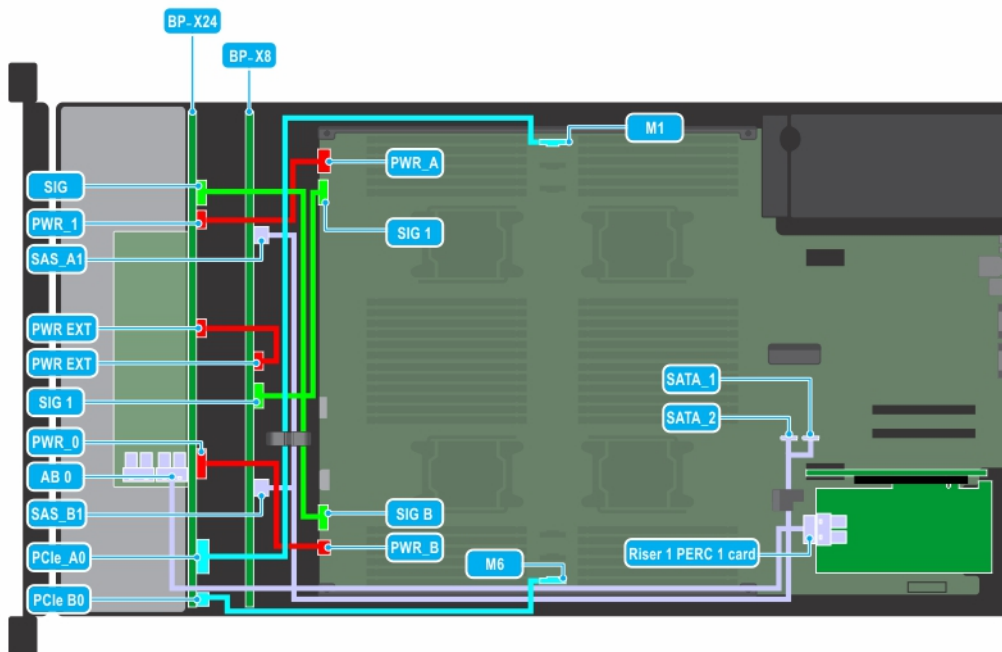 BP-X24
BP-X8
M1
PWR_A
SIG
PWR_1
SIG 1
SAS_A1
PWR EXT
PWR EXT
SATA_1
SIG 1
SATA_2
PWR_0
AB 0
SAS_B1
SIG B
PWR_B
PCIe_A0
Riser 1 PERC 1 card
M6
PCIe B0